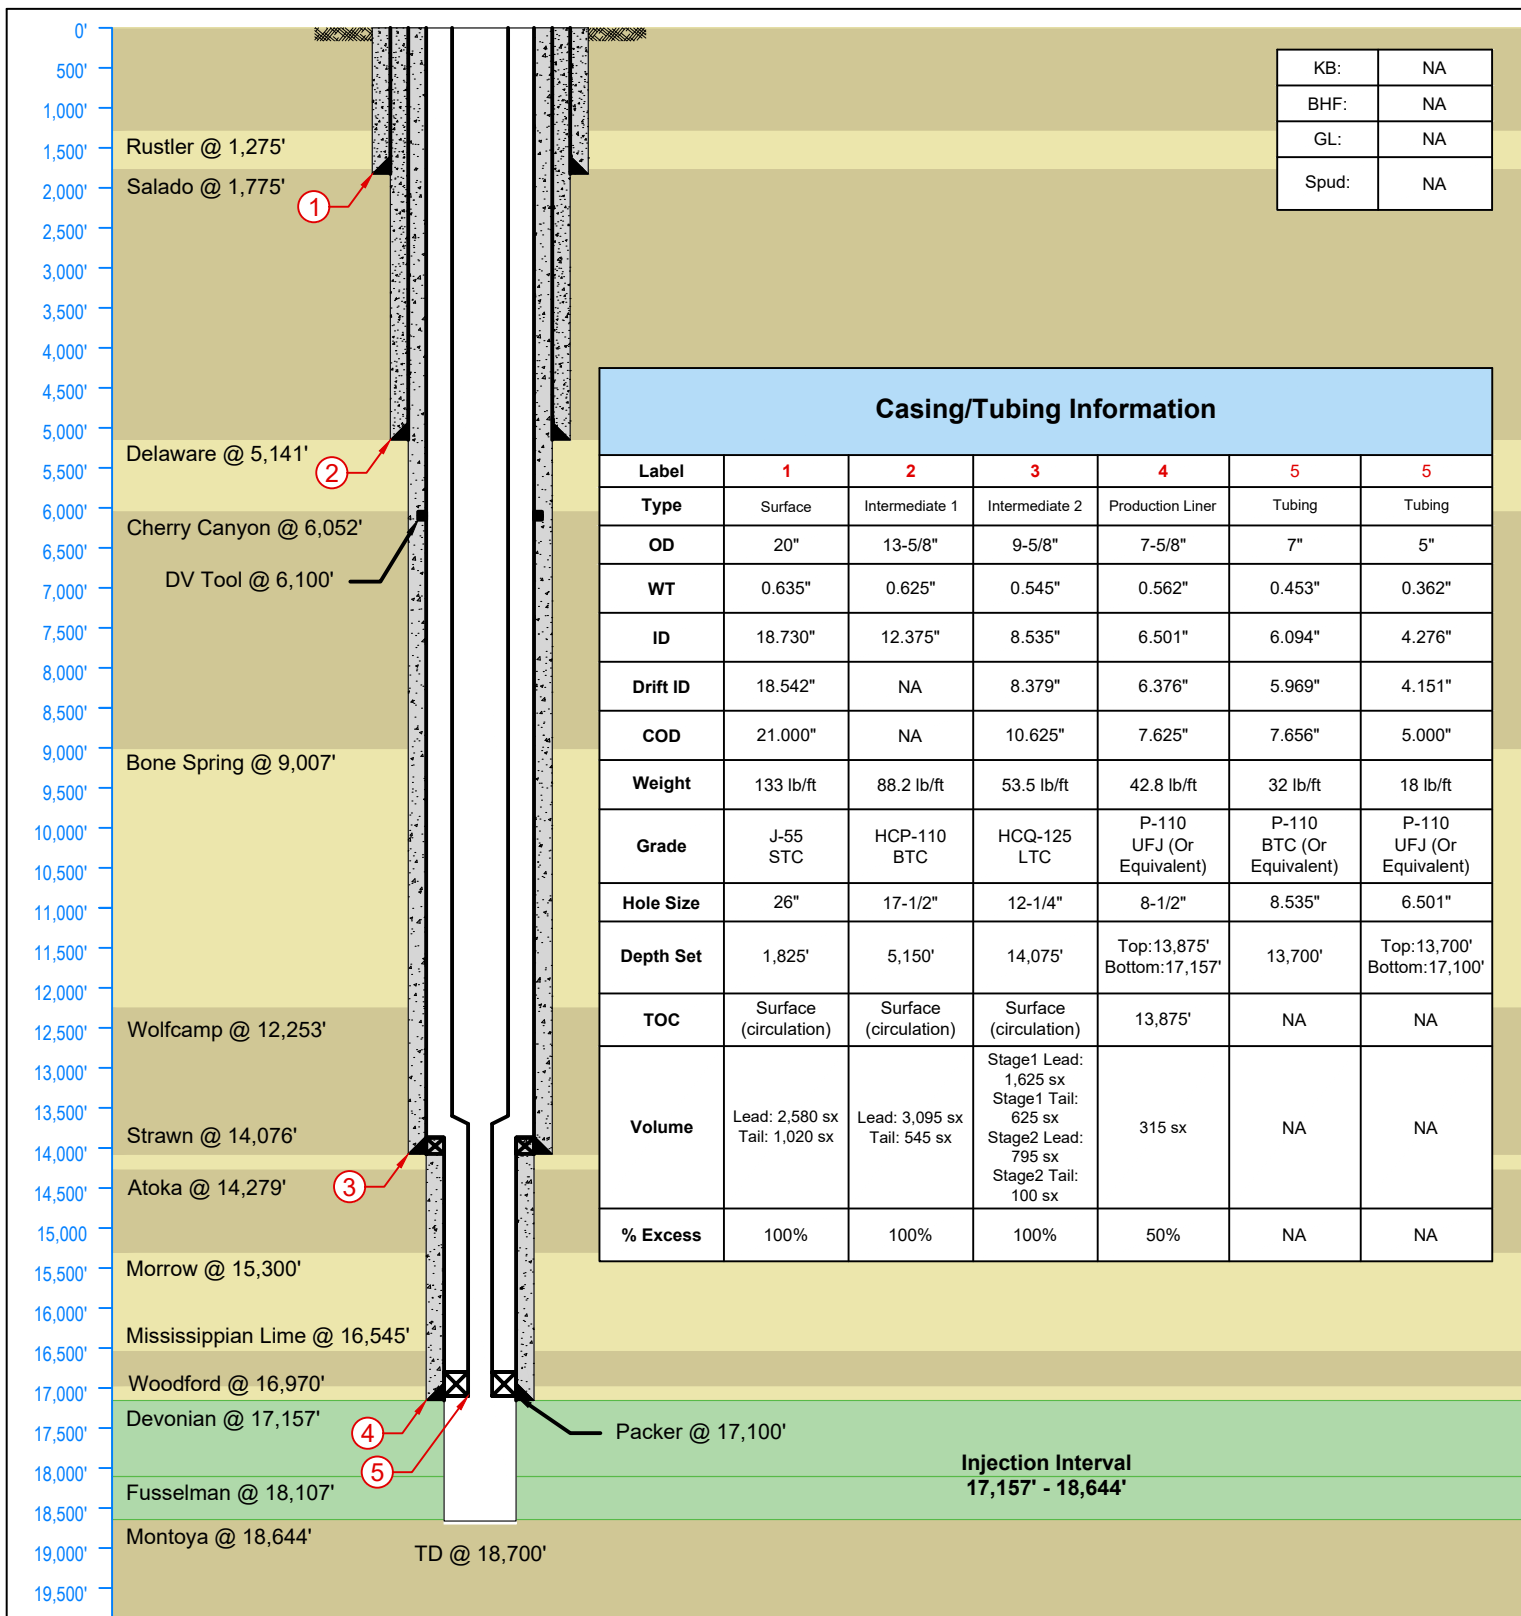 0'
500'
1,000'
1,500'
2,000'
2,500'
3,000'
3,500'
4,000'
4,500'
5,000'
5,500'
6,000'
6,500'
7,000'
7,500'
8,000'
8,500'
9,000'
9,500'
10,000'
10,500'
11,000'
11,500'
12,000'
12,500'
13,000'
13,500'
14,000'
14,500'
15,000
15,500'
16,000'
16,500'
17,000'
17,500'
18,000'
18,500'
19,000'
19,500'
Rustler @ 1,275'
Salado @ 1,775'
1
Delaware @ 5,141'
2
Cherry Canyon @ 6,052'
DV Tool @ 6,100'
Bone Spring @ 9,007'
Wolfcamp @ 12,253'
Strawn @ 14,076'
3
Atoka @ 14,279'
Morrow @ 15,300'
Mississippian Lime @ 16,545'
Woodford @ 16,970'
Devonian @ 17,157'
4
5
Packer @ 17,100'
Fusselman @ 18,107'
Injection Interval
17,157' - 18,644'
Montoya @ 18,644'
TD @ 18,700'
KB: NA
BHF: NA
GL: NA
Spud: NA
Casing/Tubing Information
Label 1 2 3 4 5 5
Type Surface Intermediate 1 Intermediate 2 Production Liner Tubing Tubing
OD 20" 13-5/8" 9-5/8" 7-5/8" 7" 5"
WT 0.635" 0.625" 0.545" 0.562" 0.453" 0.362"
ID 18.730" 12.375" 8.535" 6.501" 6.094" 4.276"
Drift ID 18.542" NA 8.379" 6.376" 5.969" 4.151"
COD 21.000" NA 10.625" 7.625" 7.656" 5.000"
Weight 133 lb/ft 88.2 lb/ft 53.5 lb/ft 42.8 lb/ft 32 lb/ft 18 lb/ft
Grade
J-55
STC
HCP-110
BTC
HCQ-125
LTC
P-110
UFJ (Or
Equivalent)
P-110
BTC (Or
Equivalent)
P-110
UFJ (Or
Equivalent)
Hole Size 26" 17-1/2" 12-1/4" 8-1/2" 8.535" 6.501"
Depth Set
1,825'
5,150'
14,075'
Top:13,875'
Bottom:17,157'
13,700'
Top:13,700'
Bottom:17,100'
TOC
Surface
(circulation)
Surface
(circulation)
Surface
(circulation)
13,875'
NA
NA
Volume
Lead: 2,580 sx
Tail: 1,020 sx
Lead: 3,095 sx
Tail: 545 sx
Stage1 Lead:
1,625 sx
Stage1 Tail:
625 sx
Stage2 Lead:
795 sx
Stage2 Tail:
100 sx
315 sx
NA
NA
% Excess 100% 100% 100% 50% NA NA